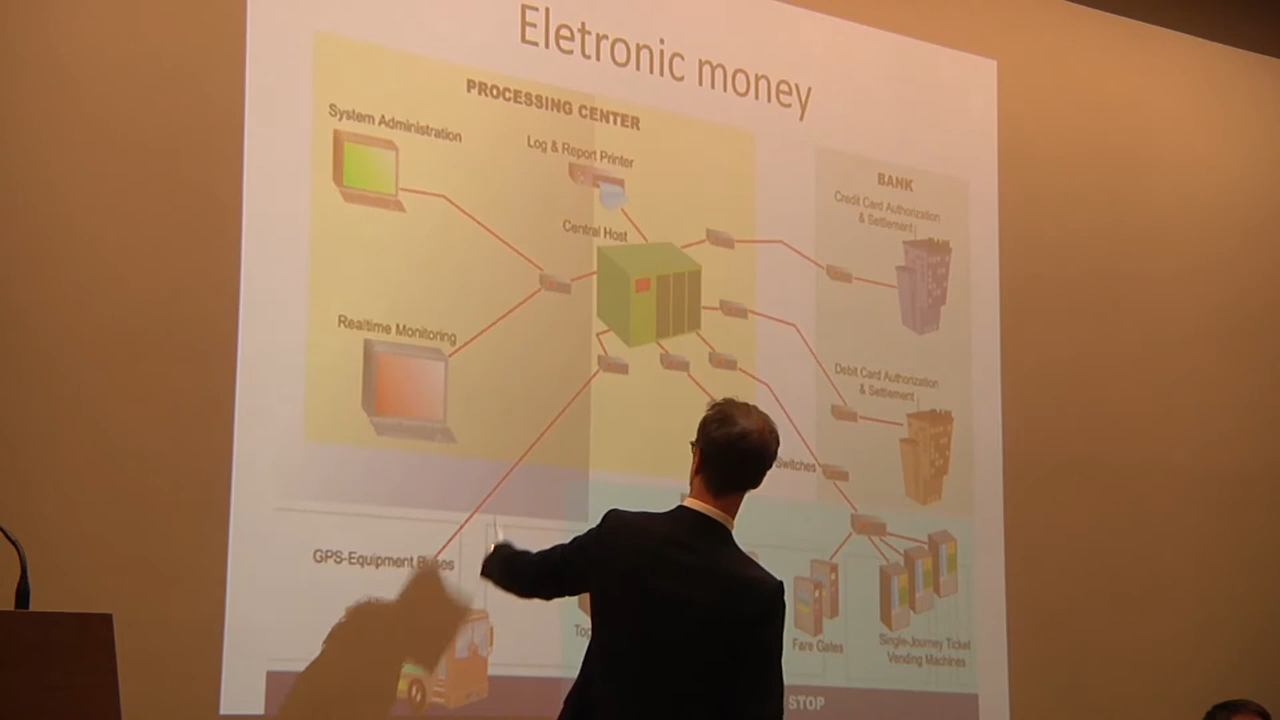 Eletronic money
PROCESSING CENTER
System Administration
Log & Report Printer
BANK
Credit Card Authorization
& Settlement
Central Host
Realtime Monitoring
Debit Card Authorization
& Settlement
Switches
GPS-Equipment
Fare Gates
Single-Journey Ticket
Vending Machines
STOP